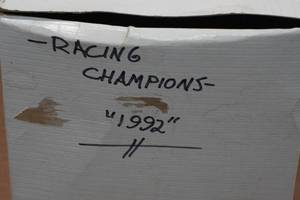 -RACING
CHAMPIONS-
"1992"